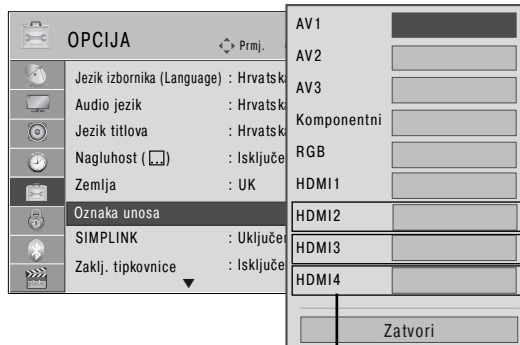 OPCIJA
Prmj.
Jezik izbornika (Language) : Hrvatsk
Audio jezik : Hrvatsk
Jezik titlova : Hrvatsk
Nagluhost ( ) : Isključe
Zemlja : UK
Oznaka unosa
SIMPLINK : Uključe
Zaklj. tipkovnice : Isključe
AV1
AV2
AV3
Komponentni
RGB
HDMI1
HDMI2
HDMI3
HDMI4
Zatvori